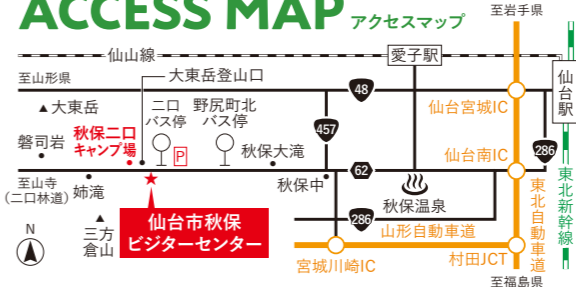 ACCESS MAP アクセスマップ
至岩手県
仙山線
愛子駅
至山形県
大東岳登山口
48
仙台駅
▲大東岳
二口
バス停
野尻町北
バス停
仙台宮城IC
457
磐司岩
秋保二口
キャンプ場
P
秋保大滝
仙台南IC
286
62
至山寺
(二口林道)
姉滝
秋保中
秋保温泉
東北自動車道
東北新幹線
N
三方
倉山
仙台市秋保
ビジターセンター
286
山形自動車道
宮城川崎IC
村田JCT
至福島県